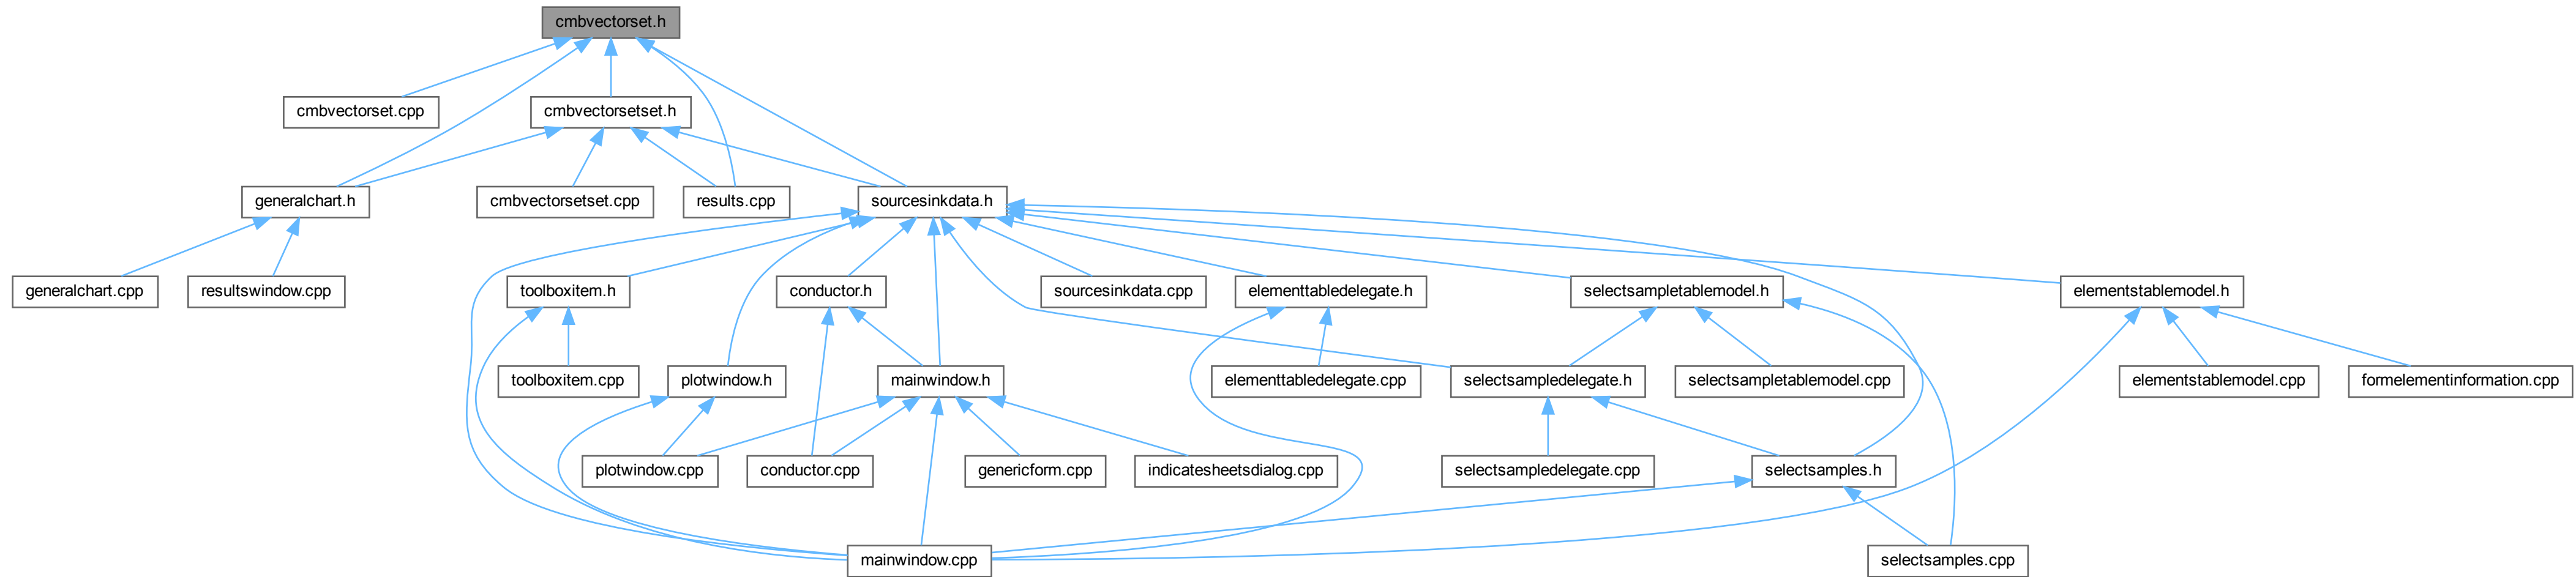 cmbvectorset.h
cmbvectorset.cpp
cmbvectorsetset.h
generalchart.h
cmbvectorsetset.cpp
results.cpp
sourcesinkdata.h
generalchart.cpp
resultswindow.cpp
toolboxitem.h
conductor.h
sourcesinkdata.cpp
elementtabledelegate.h
selectsampletablemodel.h
elementstablemodel.h
toolboxitem.cpp
plotwindow.h
mainwindow.h
elementtabledelegate.cpp
selectsampledelegate.h
selectsampletablemodel.cpp
elementstablemodel.cpp
formelementinformation.cpp
plotwindow.cpp
conductor.cpp
genericform.cpp
indicatesheetsdialog.cpp
selectsampledelegate.cpp
selectsamples.h
mainwindow.cpp
selectsamples.cpp